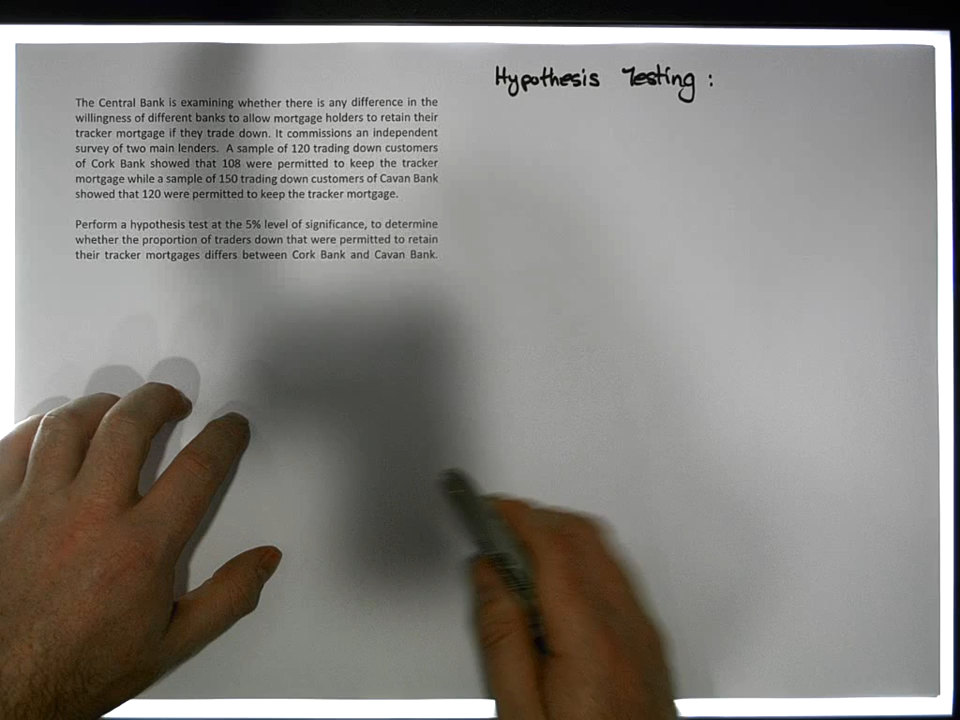 Hypothesis Testing :
The Central Bank is examining whether there is any difference in the
willingness of different banks to allow mortgage holders to retain their
tracker mortgage if they trade down. It commissions an independent
survey of two main lenders. A sample of 120 trading down customers
of Cork Bank showed that 108 were permitted to keep the tracker
mortgage while a sample of 150 trading down customers of Cavan Bank
showed that 120 were permitted to keep the tracker mortgage.
Perform a hypothesis test at the 5% level of significance, to determine
whether the proportion of traders down that were permitted to retain
their tracker mortgages differs between Cork Bank and Cavan Bank.